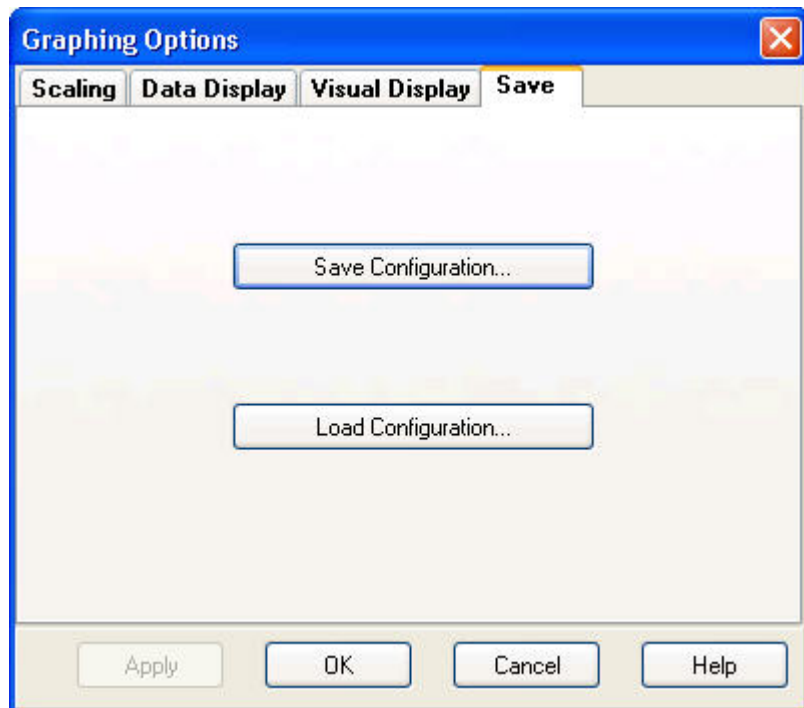 Graphing Options
Scaling Data Display Visual Display Save
Save Configuration...
Load Configuration...
Apply OK Cancel Help